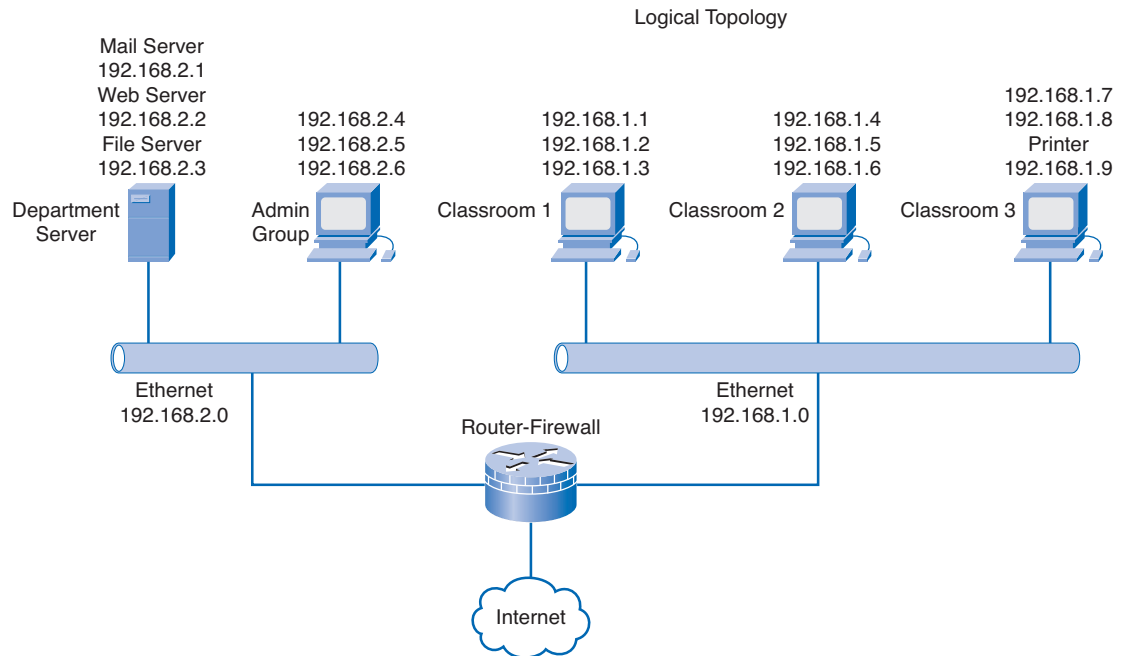 Logical Topology
Mail Server
192.168.2.1
Web Server
192.168.2.2
File Server
192.168.2.3
Department
Server
192.168.2.4
192.168.2.5
192.168.2.6
Admin
Group
192.168.1.1
192.168.1.2
192.168.1.3
Classroom 1
192.168.1.4
192.168.1.5
192.168.1.6
Classroom 2
192.168.1.7
192.168.1.8
Printer
192.168.1.9
Classroom 3
Ethernet
192.168.2.0
Ethernet
192.168.1.0
Router-Firewall
Internet